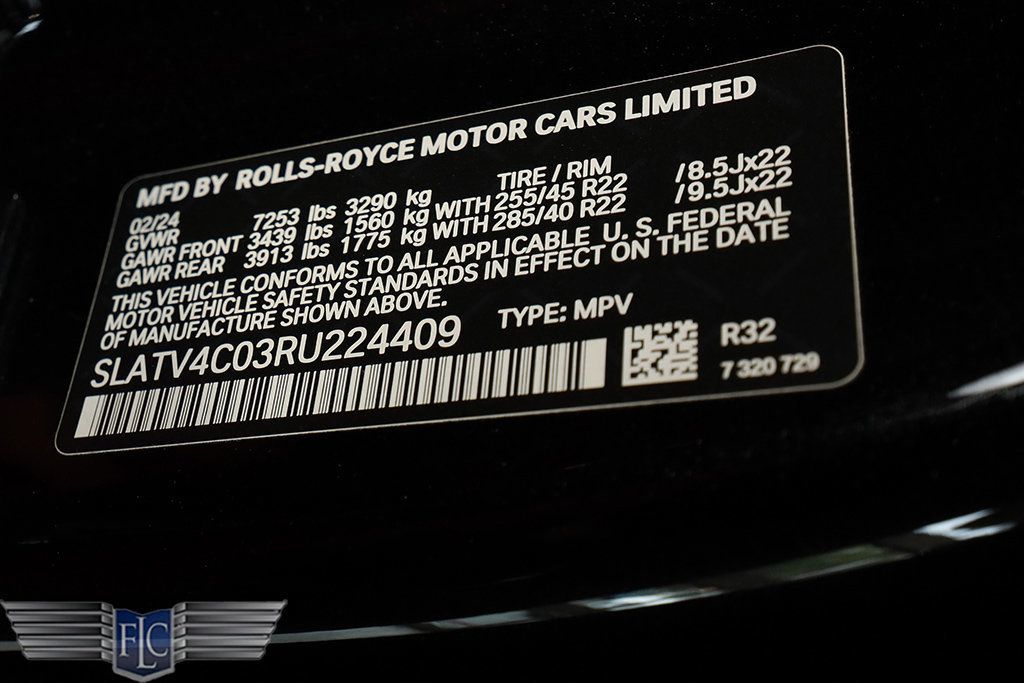 MFD BY ROLLS-ROYCE MOTOR CARS LIMITED
02/24 TIRE / RIM
GVWR 7253 lbs 3290 kg
GAWR FRONT 3439 lbs 1560 kg WITH 255/45 R22 /8.5Jx22
GAWR REAR 3913 lbs 1775 kg WITH 285/40 R22 /9.5Jx22
THIS VEHICLE CONFORMS TO ALL APPLICABLE U. S. FEDERAL
MOTOR VEHICLE SAFETY STANDARDS IN EFFECT ON THE DATE
OF MANUFACTURE SHOWN ABOVE.
SLATV4C03RU224409 TYPE: MPV
R32
7 320 729
FLC